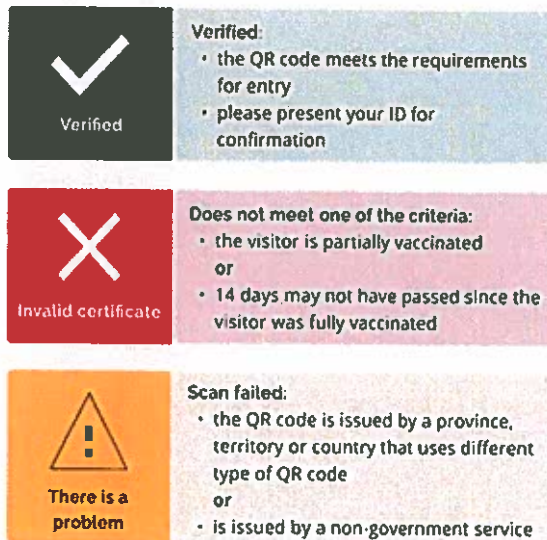 Verified
Verified:
• the QR code meets the requirements
for entry
• please present your ID for
confirmation
Invalid certificate
Does not meet one of the criteria:
• the visitor is partially vaccinated
or
• 14 days may not have passed since the
visitor was fully vaccinated
There is a
problem
Scan failed:
• the QR code is issued by a province,
territory or country that uses different
type of QR code
or
• is issued by a non-government service